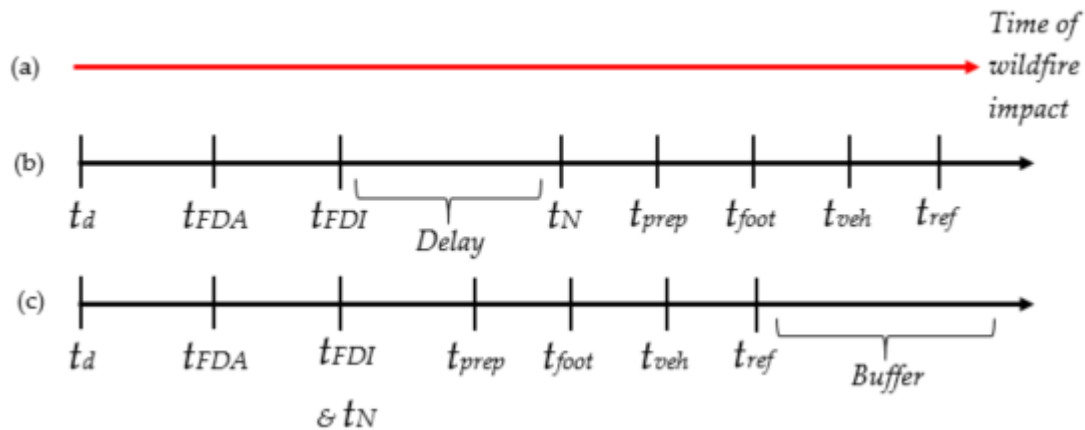 Time of
(a) wildfire
impact
(b)
td tFDA tFDI tN tprep tfoot tveh tref
Delay
(c)
td tFDA tFDI tprep tfoot tveh tref
Buffer
& tN